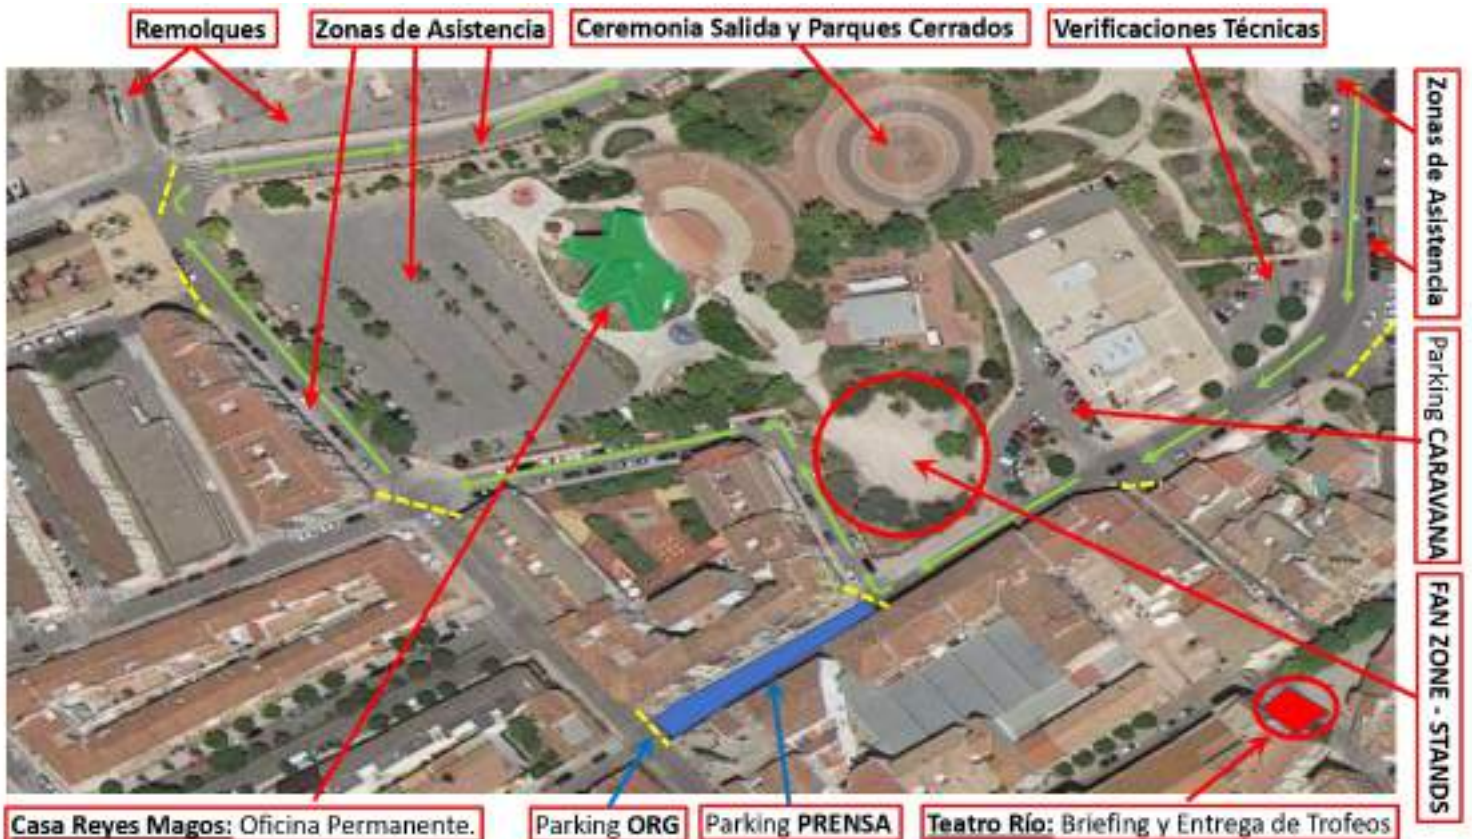 Remolques
Zonas de Asistencia
Ceremonia Salida y Parques Cerrados
Verificaciones Técnicas
Zonas de Asistencia
Parking CARAVANA
FAN ZONE - STANDS
Casa Reyes Magos: Oficina Permanente.
Parking ORG
Parking PRENSA
Teatro Río: Briefing y Entrega de Trofeos